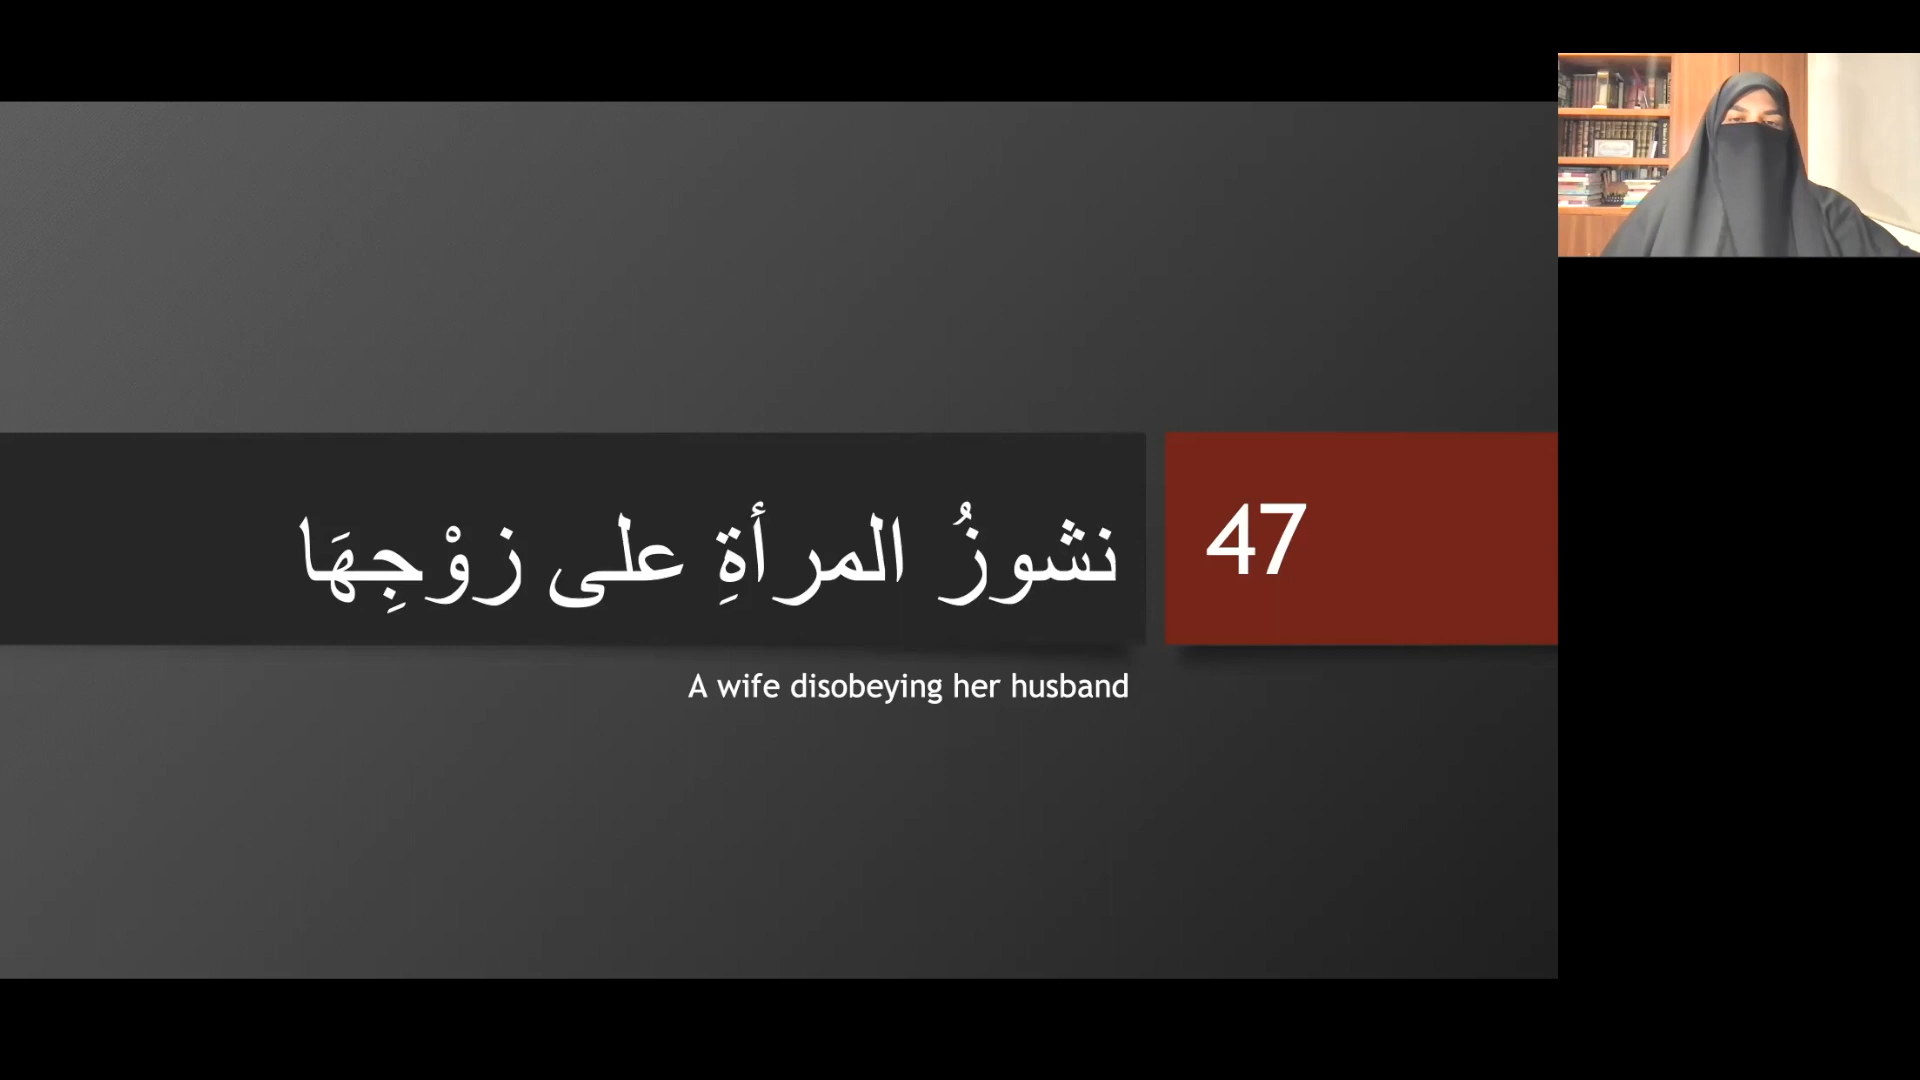 نشوزُ المرأةِ على زوْجِهَا
47
A wife disobeying her husband